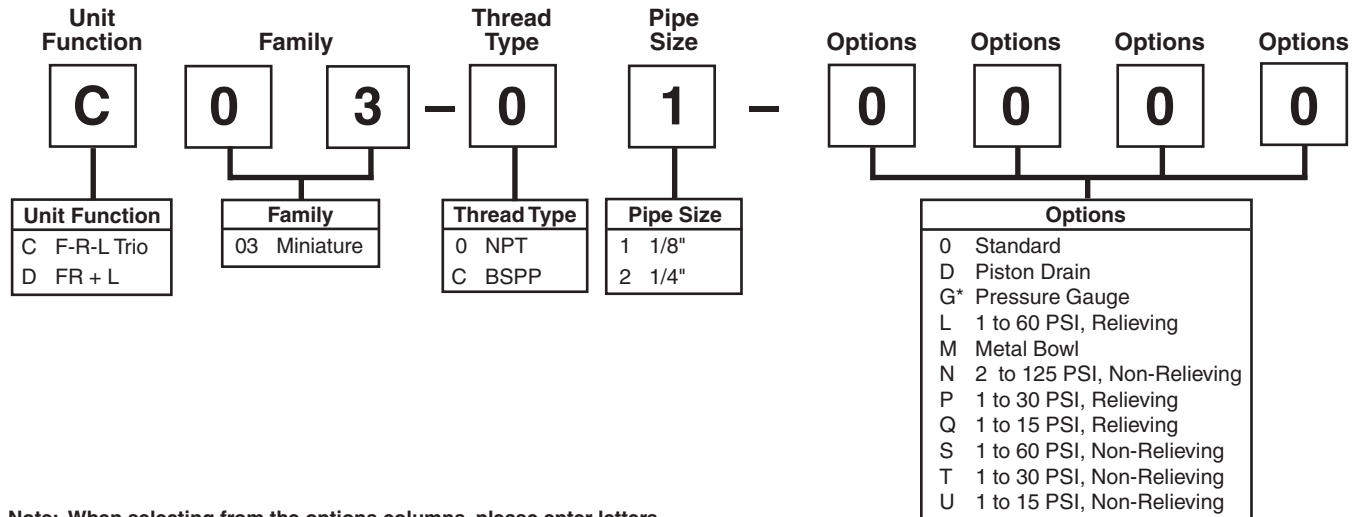 Unit Function
Family
Thread Type
Pipe Size
Options
Options
Options
Options
C
0
3
–
0
1
–
0
0
0
0
Unit Function
C F-R-L Trio
D FR + L
Family
03 Miniature
Thread Type
0 NPT
C BSPP
Pipe Size
1 1/8"
2 1/4"
Options
0 Standard
D Piston Drain
G* Pressure Gauge
L 1 to 60 PSI, Relieving
M Metal Bowl
N 2 to 125 PSI, Non-Relieving
P 1 to 30 PSI, Relieving
Q 1 to 15 PSI, Relieving
S 1 to 60 PSI, Non-Relieving
T 1 to 30 PSI, Non-Relieving
U 1 to 15 PSI, Non-Relieving
Note: When selecting from the options columns, please enter letters